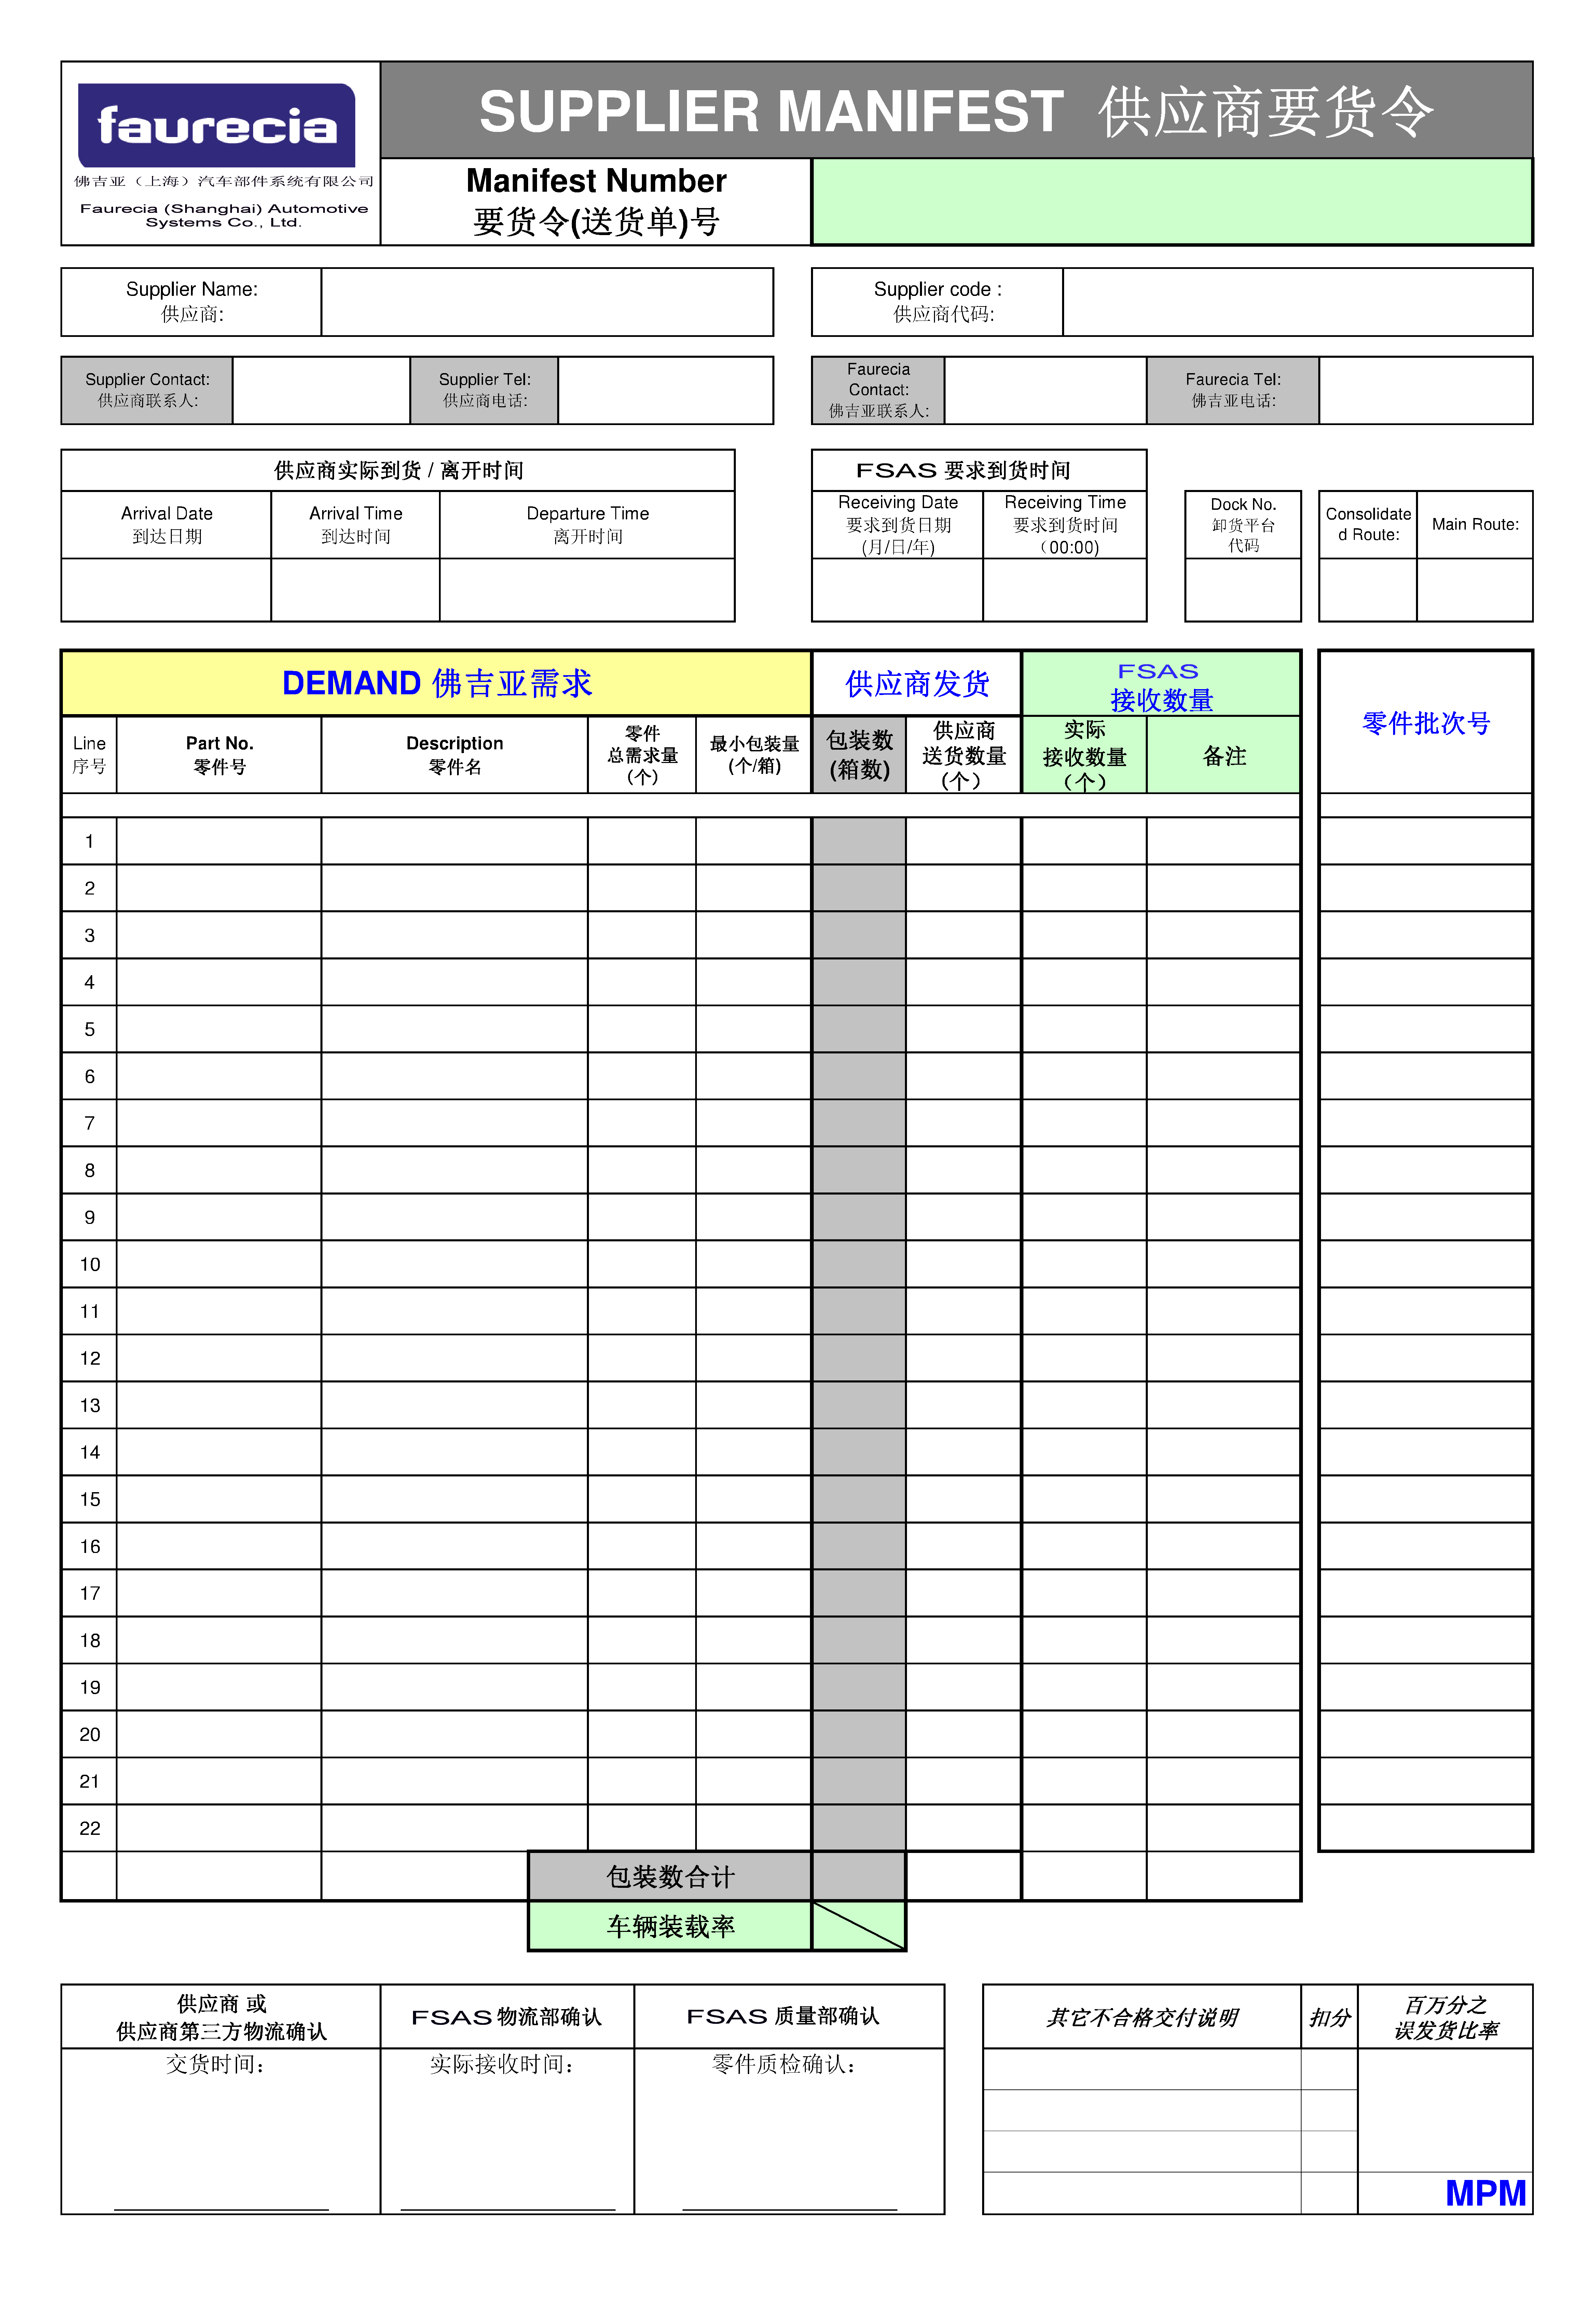 faurecia
佛吉亚（上海）汽车部件系统有限公司
Faurecia (Shanghai) Automotive
Systems Co., Ltd.
SUPPLIER MANIFEST 供应商要货令
Manifest Number
要货令(送货单)号
Supplier Name:
供应商:
Supplier code :
供应商代码:
Supplier Contact:
供应商联系人:
Supplier Tel:
供应商电话:
Faurecia
Contact:
佛吉亚联系人:
Faurecia Tel:
佛吉亚电话:
供应商实际到货 / 离开时间
Arrival Date
到达日期
Arrival Time
到达时间
Departure Time
离开时间
FSAS 要求到货时间
Receiving Date
要求到货日期
(月/日/年)
Receiving Time
要求到货时间
（00:00)
Dock No.
卸货平台
代码
Consolidate
d Route:
Main Route:
DEMAND 佛吉亚需求
供应商发货
FSAS
接收数量
零件批次号
Line
序号
Part No.
零件号
Description
零件名
零件
总需求量
（个）
最小包装量
(个/箱)
包装数
(箱数)
供应商
送货数量
（个）
实际
接收数量
（个）
备注
1
2
3
4
5
6
7
8
9
10
11
12
13
14
15
16
17
18
19
20
21
22
包装数合计
车辆装载率
供应商 或
供应商第三方物流确认
FSAS 物流部确认
FSAS 质量部确认
交货时间：
实际接收时间：
零件质检确认：
其它不合格交付说明
扣分
百万分之
误发货比率
MPM